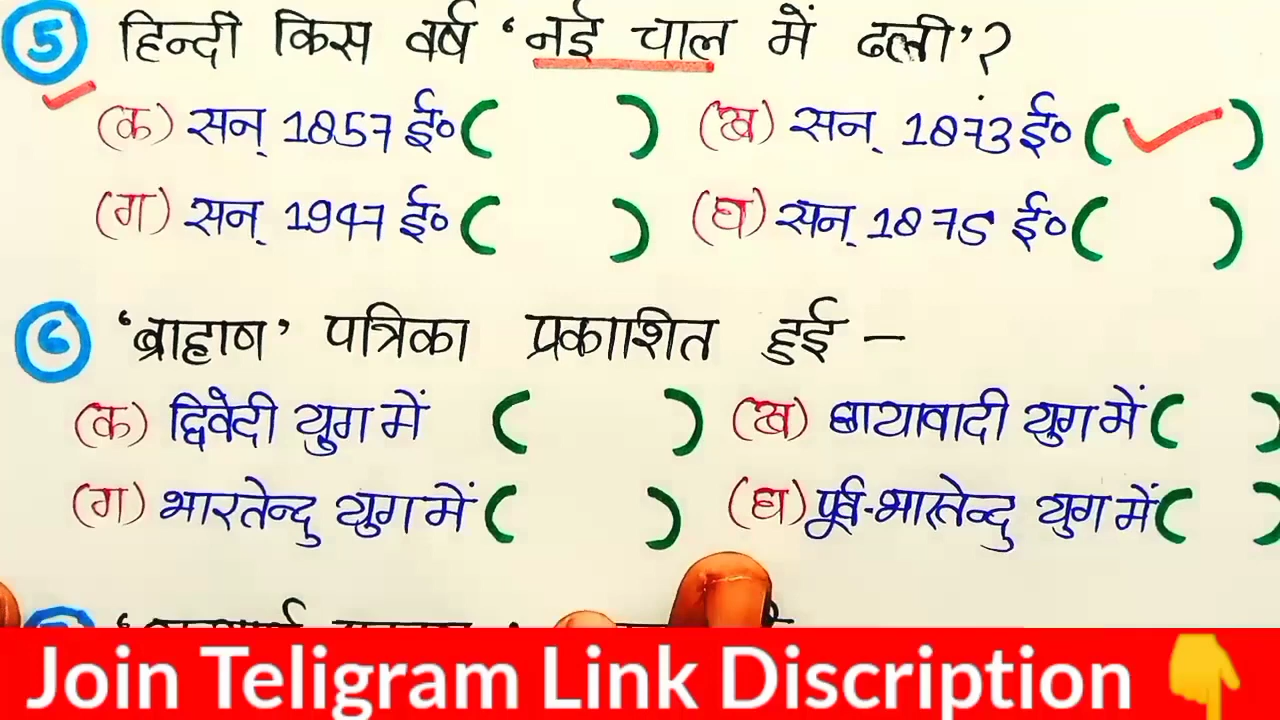 5 हिन्दी किस वर्ष 'नई चाल में ढली'?
(क) सन् 1857 ई० ( ) (ख) सन् 1873 ई० (✓)
(ग) सन् 1947 ई० ( ) (घ) सन् 1875 ई० ( )
6 'ब्राह्मण' पत्रिका प्रकाशित हुई –
(क) द्विवेदी युग में ( ) (ख) छायावादी युग में ( )
(ग) भारतेन्दु युग में ( ) (घ) पूर्व-भारतेन्दु युग में ( )
Join Teligram Link Discription 👇